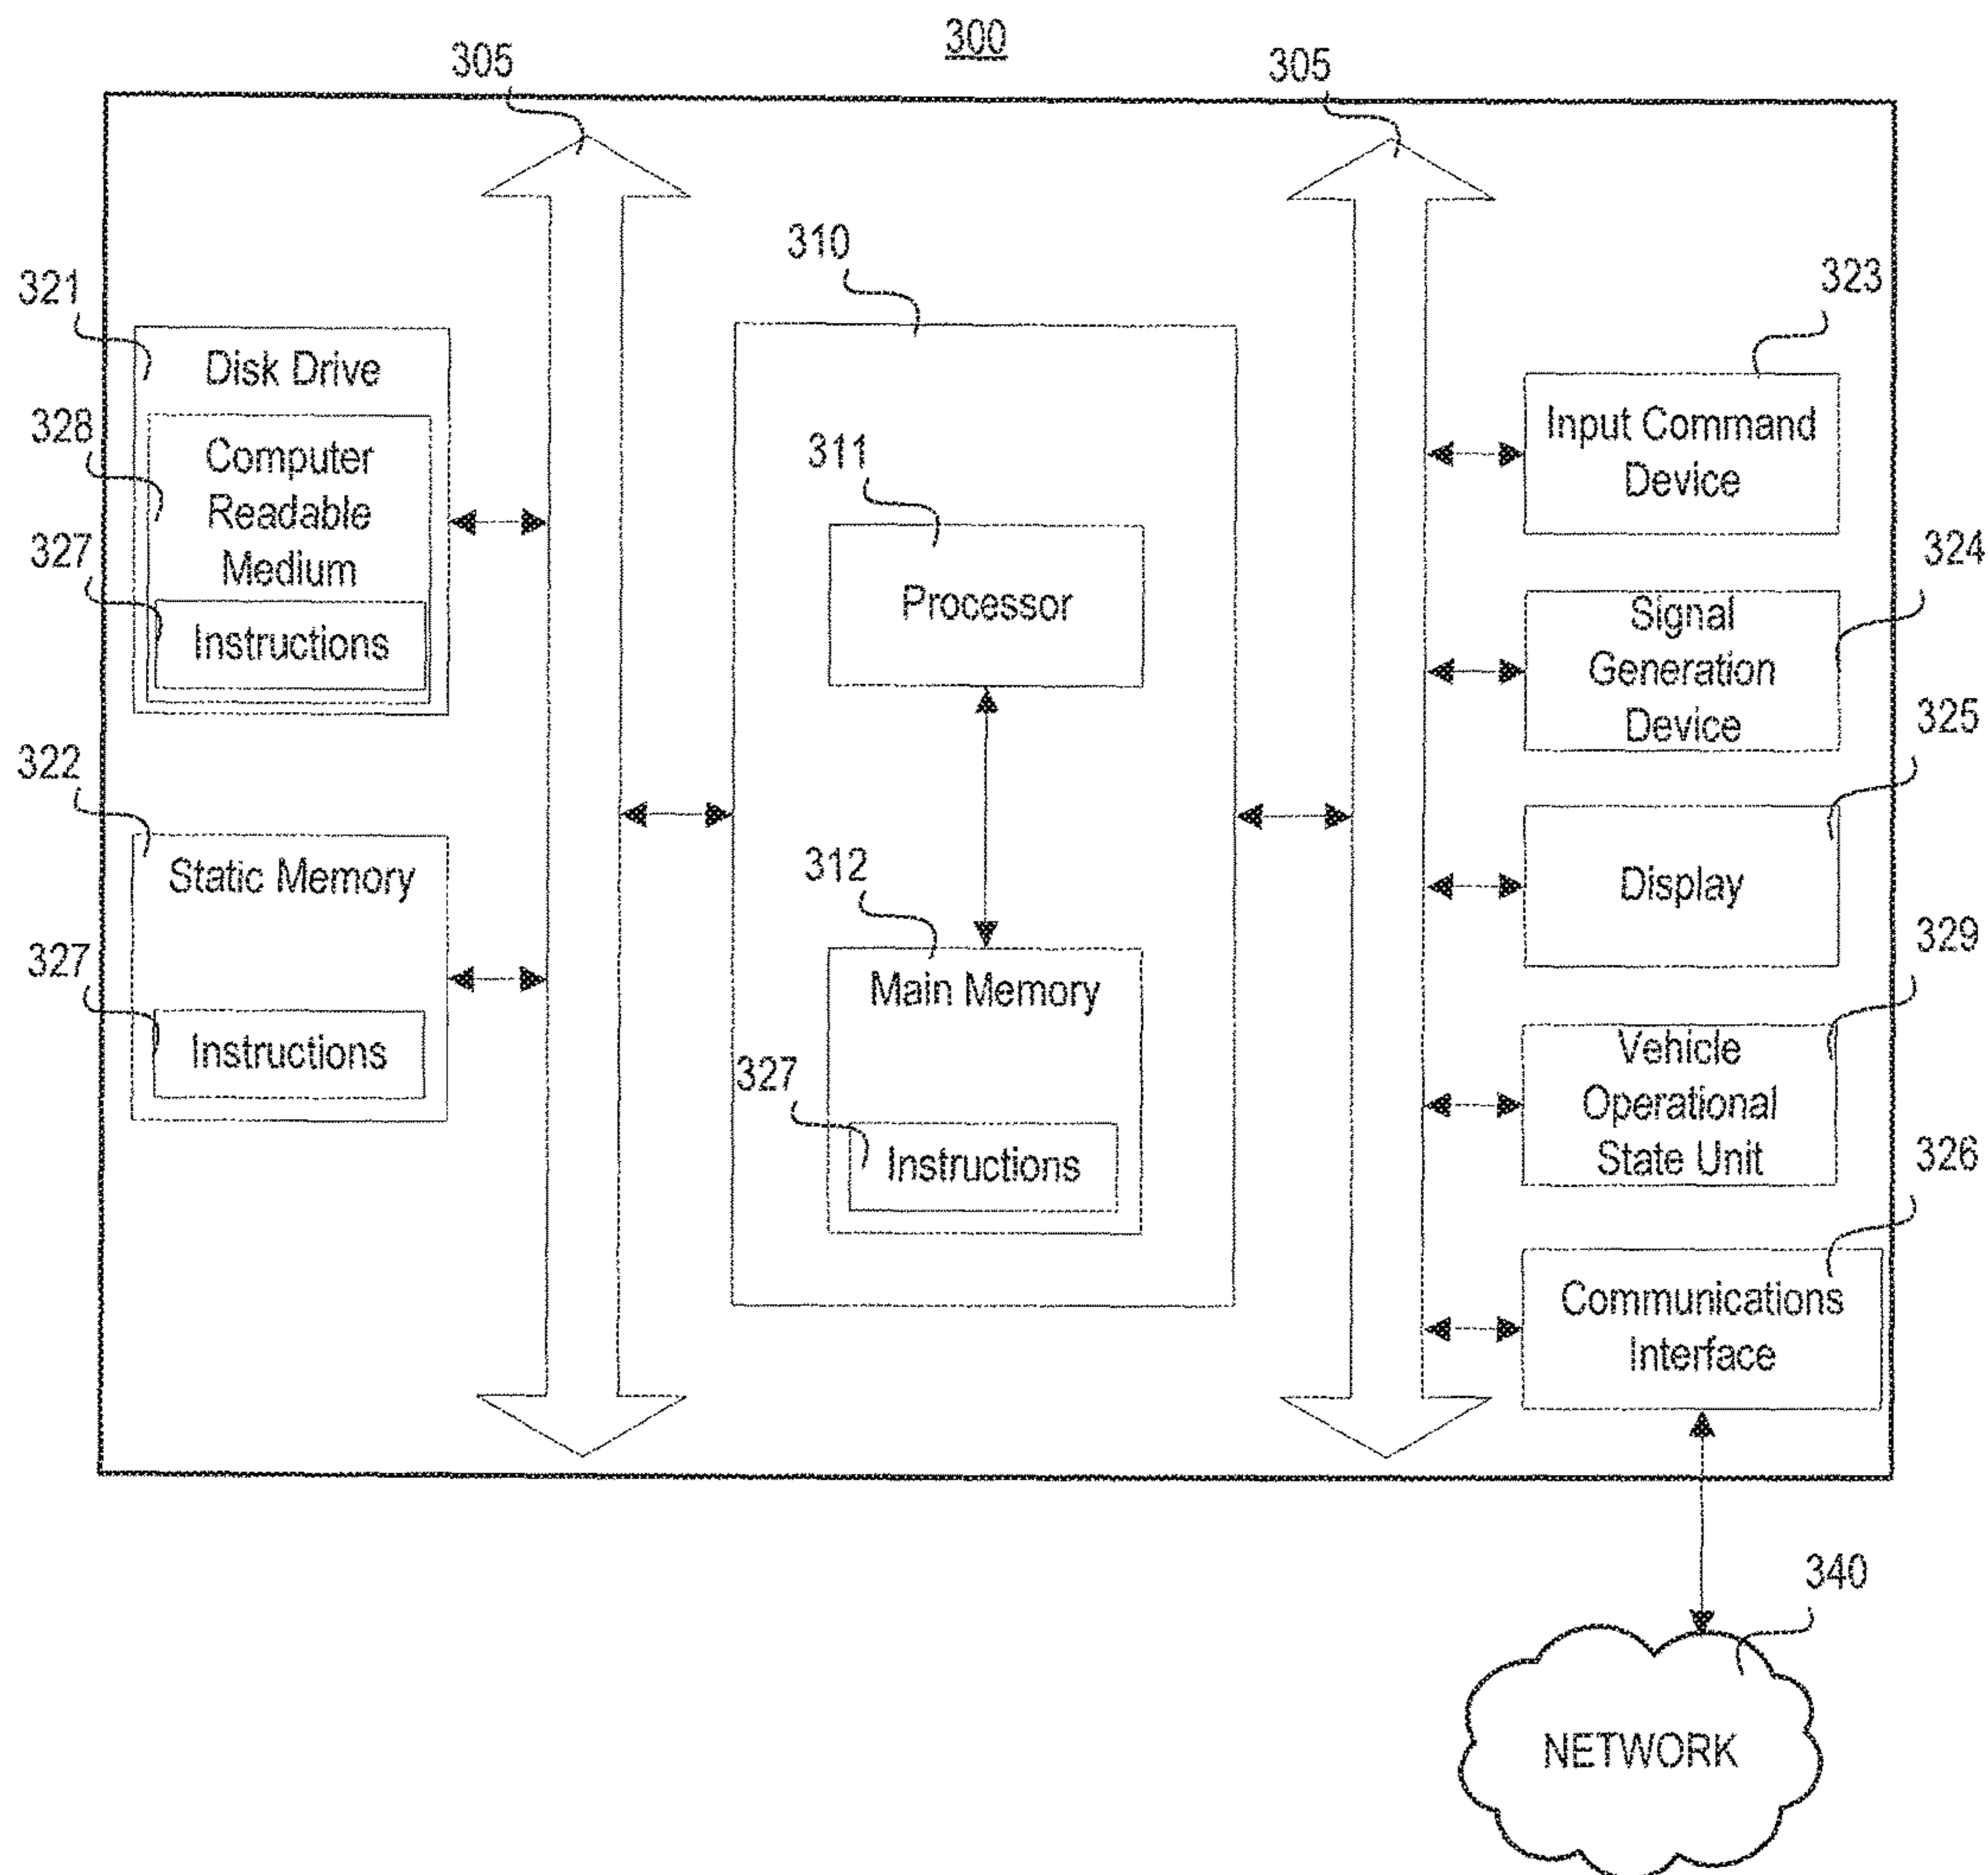 300
305
305
310
321
323
Disk Drive
328
Computer
Readable
Medium
327
Instructions
311
Processor
Input Command
Device
324
Signal
Generation
Device
325
322
Static Memory
327
Instructions
312
Main Memory
327
Instructions
Display
329
Vehicle
Operational
State Unit
326
Communications
Interface
340
NETWORK